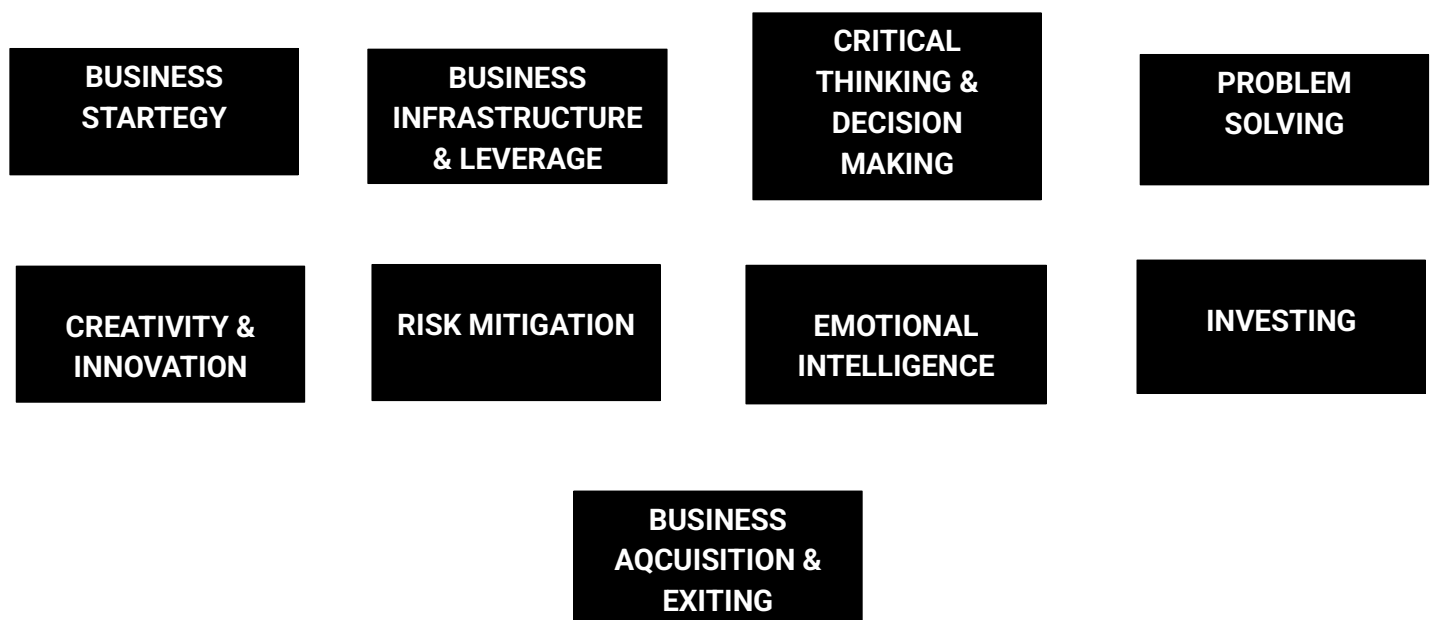 BUSINESS
STARTEGY
BUSINESS
INFRASTRUCTURE
& LEVERAGE
CRITICAL
THINKING &
DECISION
MAKING
PROBLEM
SOLVING
CREATIVITY &
INNOVATION
RISK MITIGATION
EMOTIONAL
INTELLIGENCE
INVESTING
BUSINESS
AQCUISITION &
EXITING